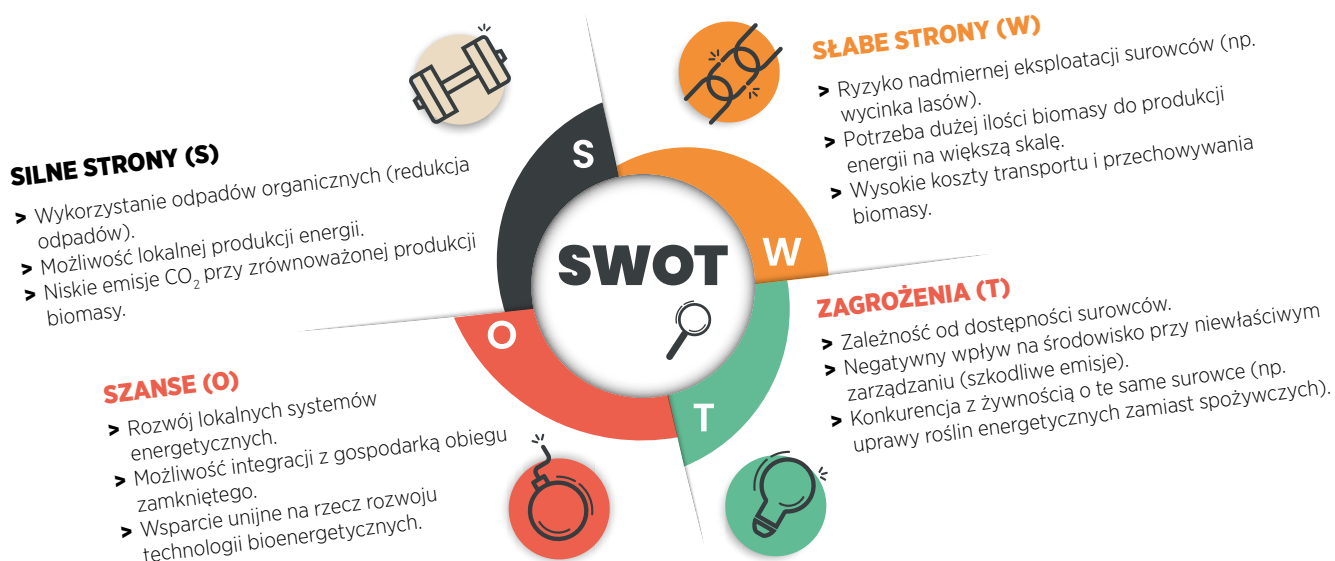 SILNE STRONY (S)
> Wykorzystanie odpadów organicznych (redukcja
odpadów).
> Możliwość lokalnej produkcji energii.
> Niskie emisje CO₂ przy zrównoważonej produkcji
biomasy.
SŁABE STRONY (W)
> Ryzyko nadmiernej eksploatacji surowców (np.
wycinka lasów).
> Potrzeba dużej ilości biomasy do produkcji
energii na większą skalę.
> Wysokie koszty transportu i przechowywania
biomasy.
S
W
SWOT
O
T
SZANSE (O)
> Rozwój lokalnych systemów
energetycznych.
> Możliwość integracji z gospodarką obiegu
zamkniętego.
> Wsparcie unijne na rzecz rozwoju
technologii bioenergetycznych.
ZAGROŻENIA (T)
> Zależność od dostępności surowców.
> Negatywny wpływ na środowisko przy niewłaściwym
zarządzaniu (szkodliwe emisje).
> Konkurencja z żywnością o te same surowce (np.
uprawy roślin energetycznych zamiast spożywczych).